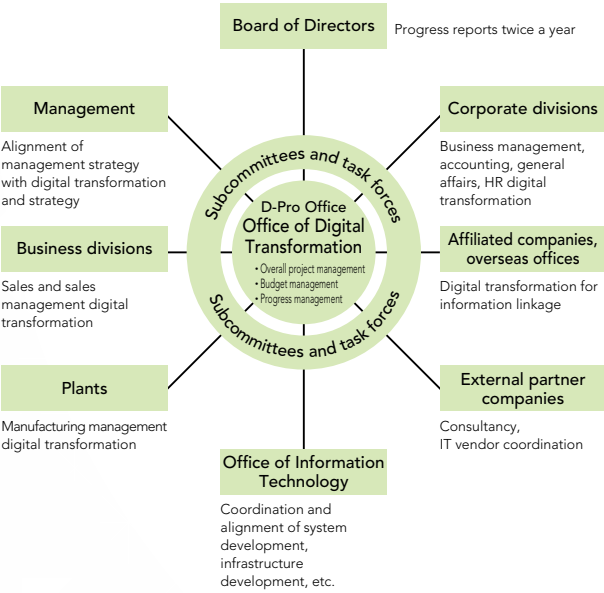 Board of Directors
Progress reports twice a year
Management
Alignment of
management strategy
with digital transformation
and strategy
Corporate divisions
Business management,
accounting, general
affairs, HR digital
transformation
Subcommittees and task forces
D-Pro Office
Office of Digital
Transformation
• Overall project management
• Budget management
• Progress management
Subcommittees and task forces
Business divisions
Sales and sales
management digital
transformation
Affiliated companies,
overseas offices
Digital transformation for
information linkage
Plants
Manufacturing management
digital transformation
External partner
companies
Consultancy,
IT vendor coordination
Office of Information
Technology
Coordination and
alignment of system
development,
infrastructure
development, etc.